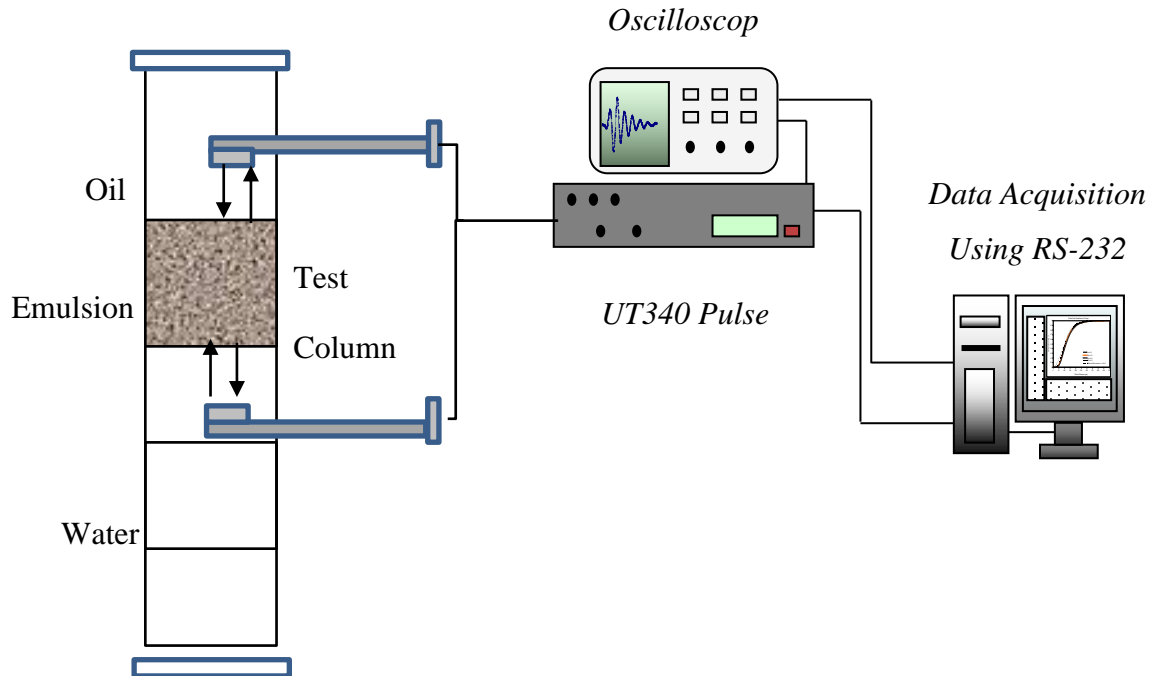 Oscilloscop
Oil
Emulsion
Test
Column
Water
UT340 Pulse
Data Acquisition
Using RS-232